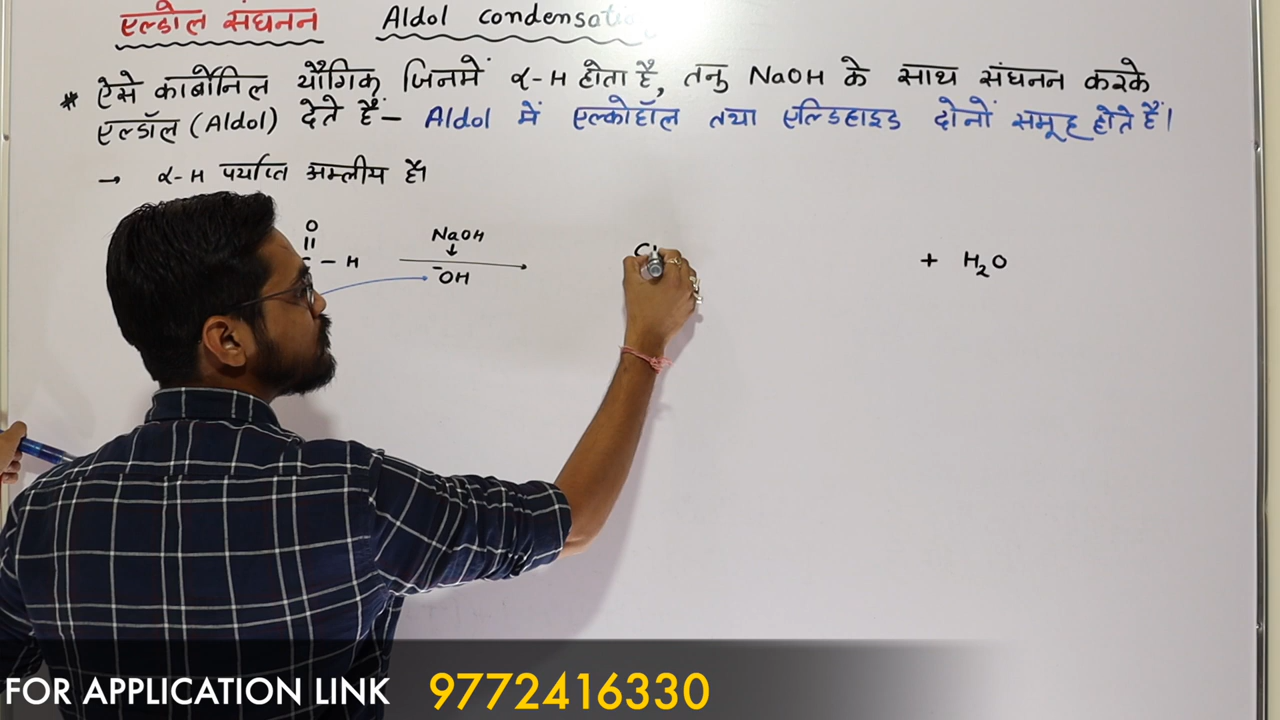 एल्डोल संघनन Aldol condensati
* ऐसे कार्बोनिल यौगिक जिनमें α-H होता है, तनु NaOH के साथ संघनन करके
एल्डॉल (Aldol) देते हैं– Aldol में एल्कोहॉल तथा एल्डिहाइड दोनों समूह होते हैं।
→ α-H पर्याप्त अम्लीय है।
O
||
- H
NaOH
↓
⁻OH
C
+ H₂O
FOR APPLICATION LINK 9772416330